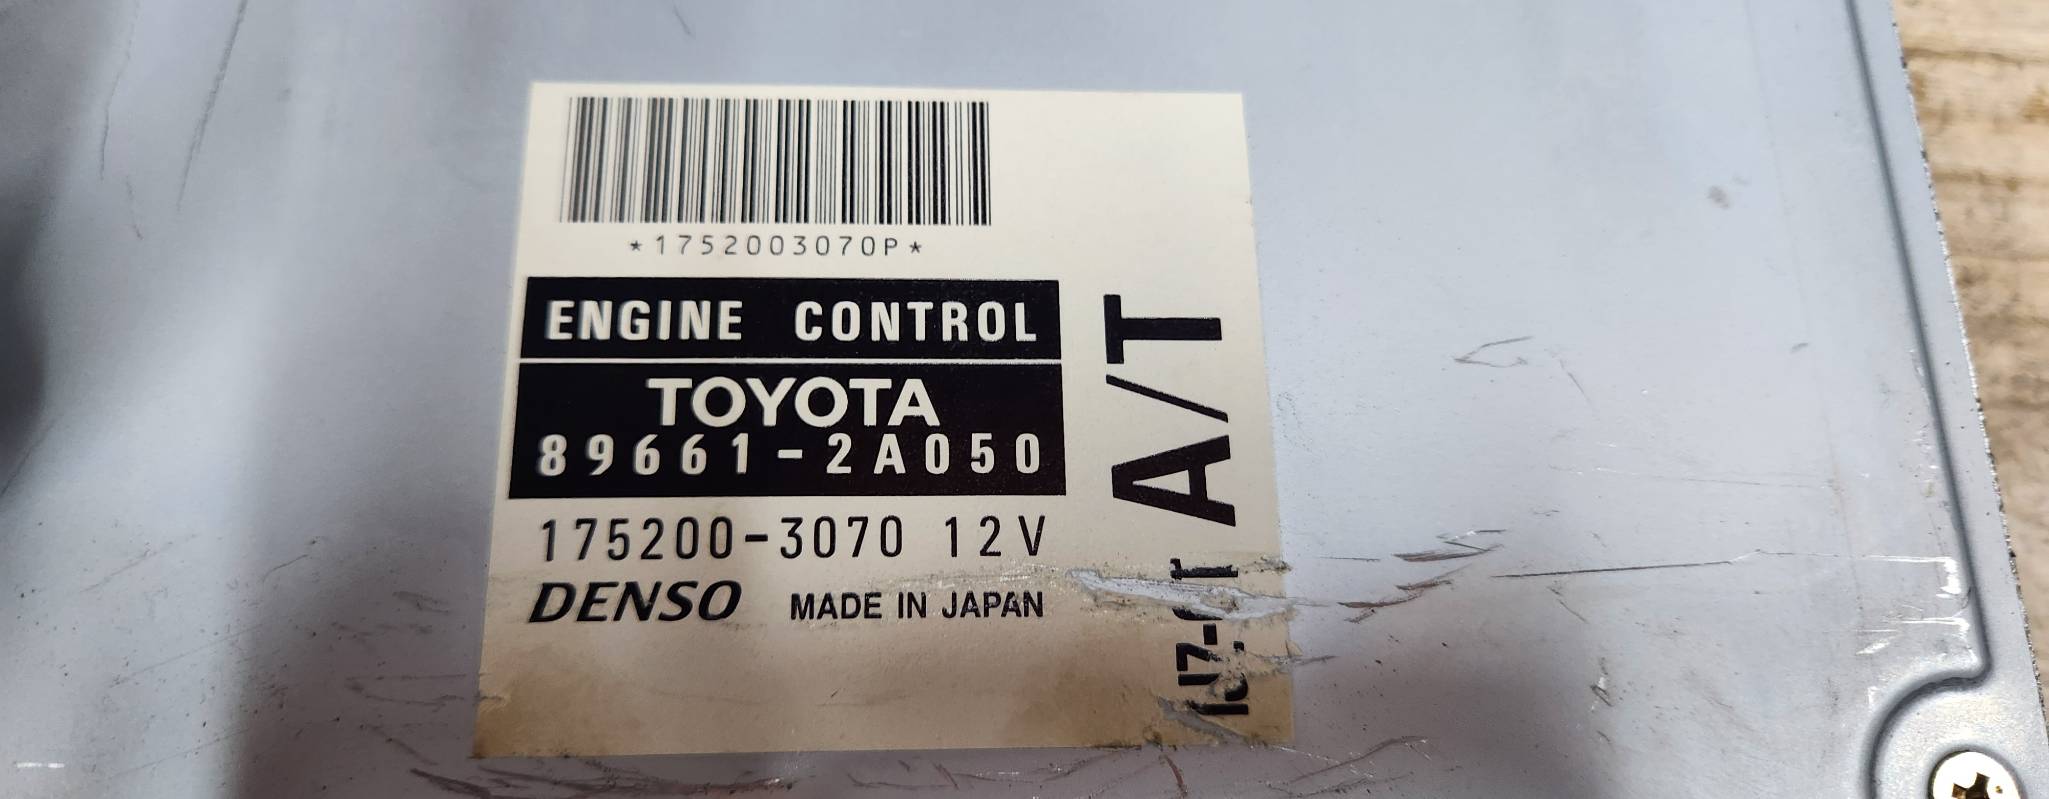 *1752003070P*
ENGINE CONTROL
TOYOTA
89661-2A050
175200-3070 12V
DENSO MADE IN JAPAN
A/T